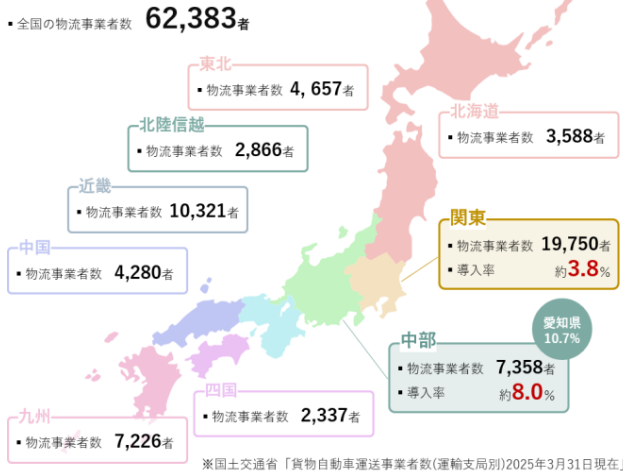 ▪ 全国の物流事業者数 62,383者
東北
▪ 物流事業者数 4, 657者
北海道
▪ 物流事業者数 3,588者
北陸信越
▪ 物流事業者数 2,866者
近畿
▪ 物流事業者数 10,321者
関東
▪ 物流事業者数 19,750者
▪ 導入率 約3.8%
中国
▪ 物流事業者数 4,280者
愛知県
10.7%
中部
▪ 物流事業者数 7,358者
▪ 導入率 約8.0%
四国
▪ 物流事業者数 2,337者
九州
▪ 物流事業者数 7,226者
※国土交通省「貨物自動車運送事業者数(運輸支局別)2025年3月31日現在」